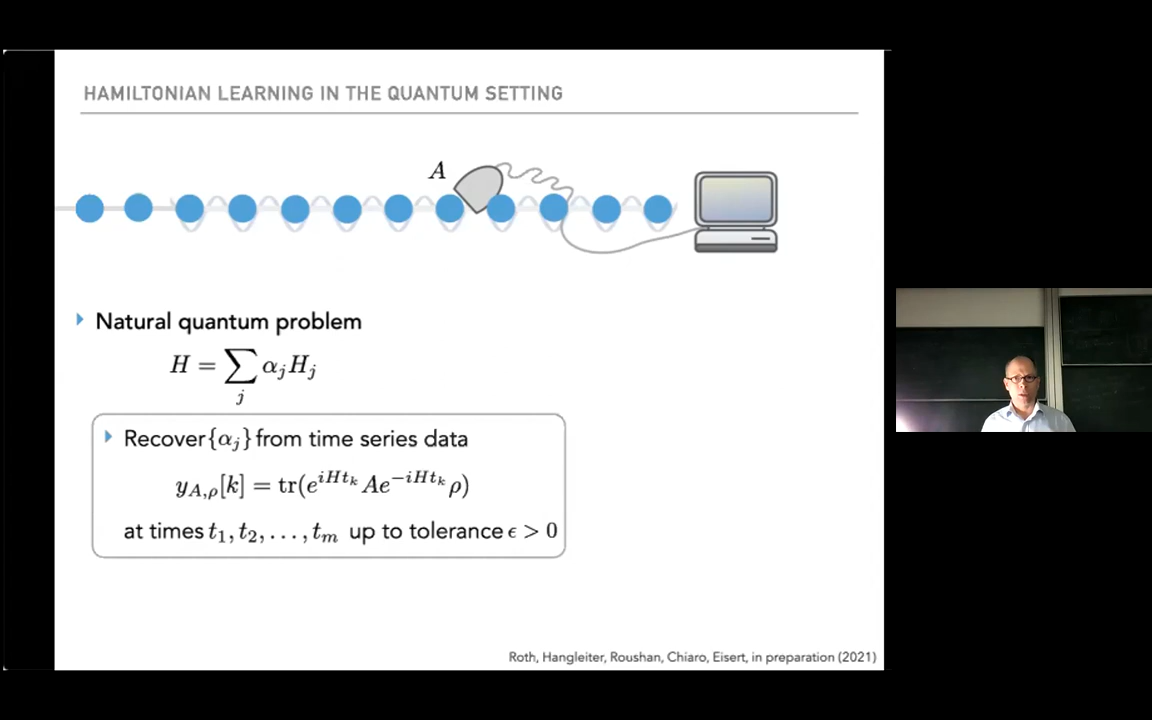 HAMILTONIAN LEARNING IN THE QUANTUM SETTING
A
Natural quantum problem
H = ∑_j α_j H_j
Recover {α_j} from time series data
y_{A,ρ}[k] = tr(e^{iHt_k} A e^{-iHt_k} ρ)
at times t_1, t_2, . . . , t_m up to tolerance ϵ > 0
Roth, Hangleiter, Roushan, Chiaro, Eisert, in preparation (2021)